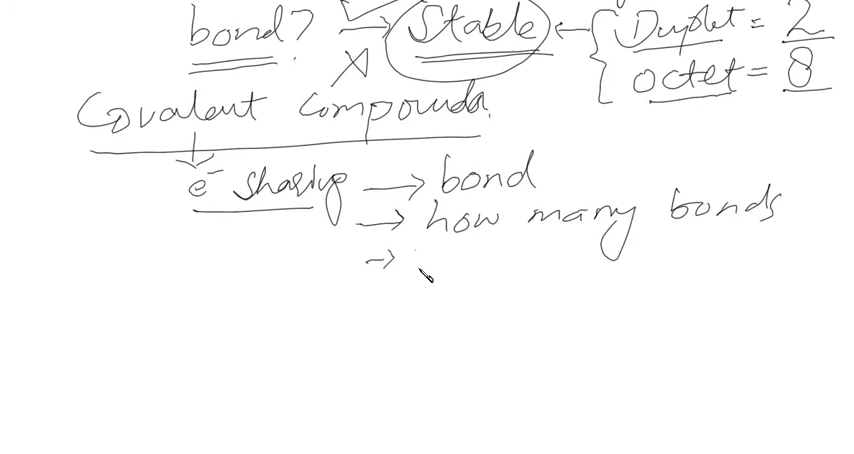 bond? → Stable ← { Duplet = 2
X octet = 8
Covalent compounds.
e⁻ sharing → bond
→ how many bonds
→